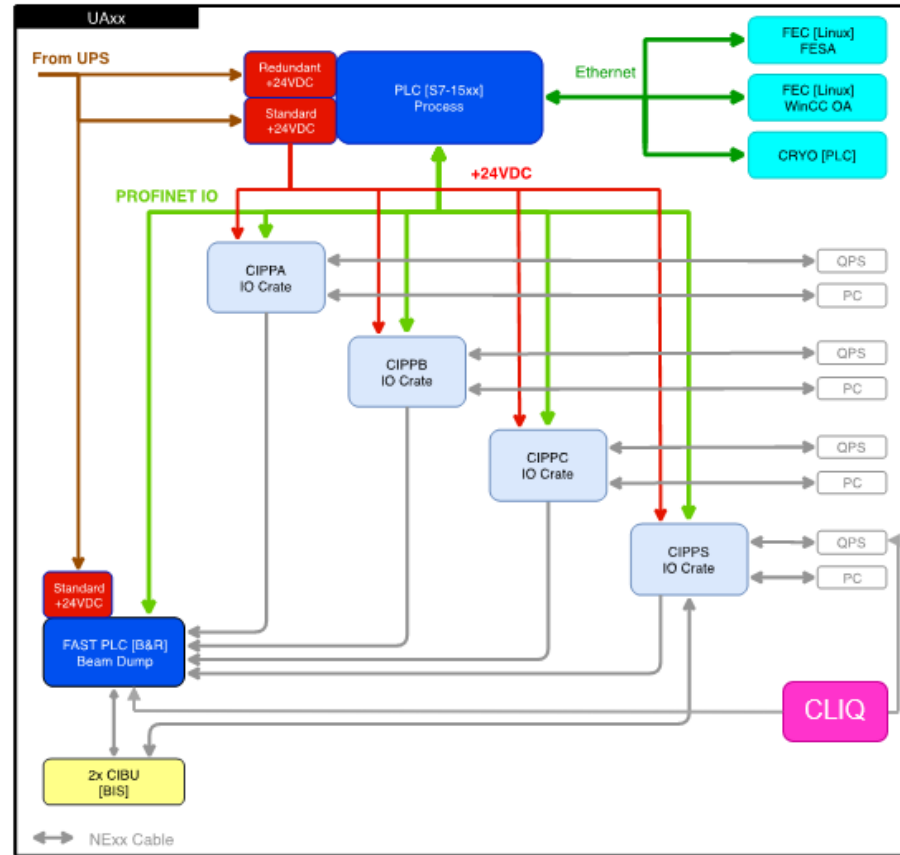 UAxx
From UPS
Redundant
+24VDC
Standard
+24VDC
PLC [S7-15xx]
Process
Ethernet
FEC [Linux]
FESA
FEC [Linux]
WinCC OA
CRYO [PLC]
+24VDC
PROFINET IO
CIPPA
IO Crate
QPS
PC
CIPPB
IO Crate
QPS
PC
CIPPC
IO Crate
QPS
PC
CIPPS
IO Crate
QPS
PC
Standard
+24VDC
FAST PLC [B&R]
Beam Dump
CLIQ
2x CIBU
[BIS]
NExx Cable